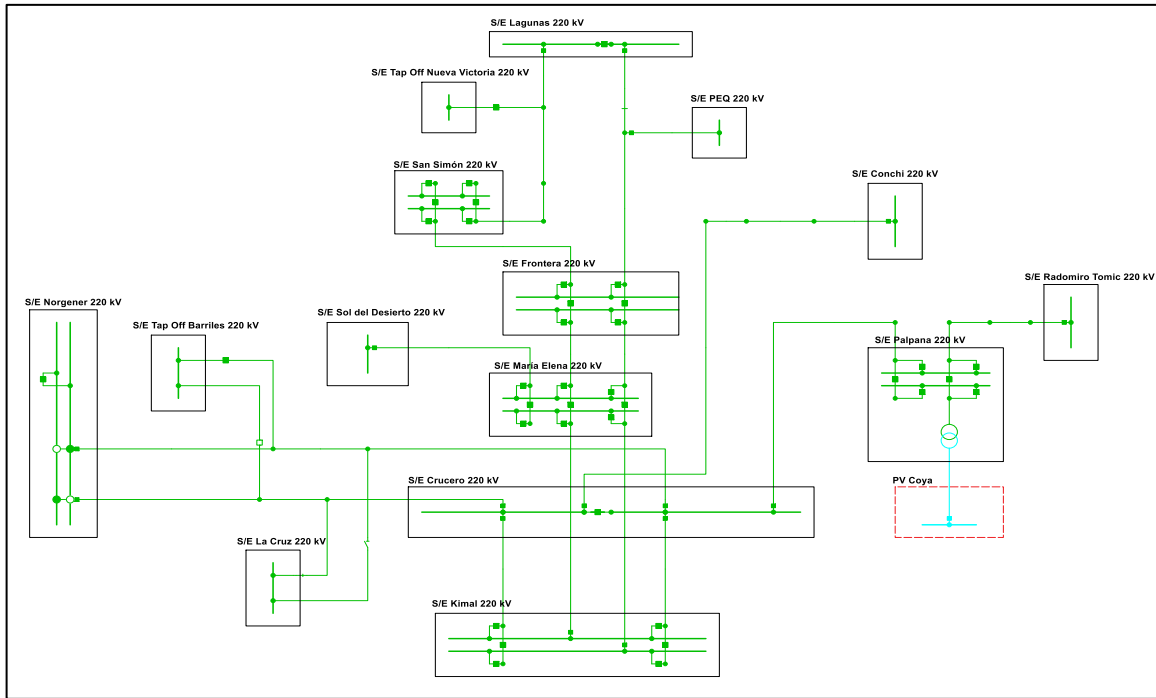 S/E Lagunas 220 kV
S/E Tap Off Nueva Victoria 220 kV
S/E PEQ 220 kV
S/E San Simón 220 kV
S/E Conchi 220 kV
S/E Frontera 220 kV
S/E Radomiro Tomic 220 kV
S/E Norgener 220 kV
S/E Sol del Desierto 220 kV
S/E Tap Off Barriles 220 kV
S/E Palpana 220 kV
S/E María Elena 220 kV
S/E Crucero 220 kV
PV Coya
S/E La Cruz 220 kV
S/E Kimal 220 kV